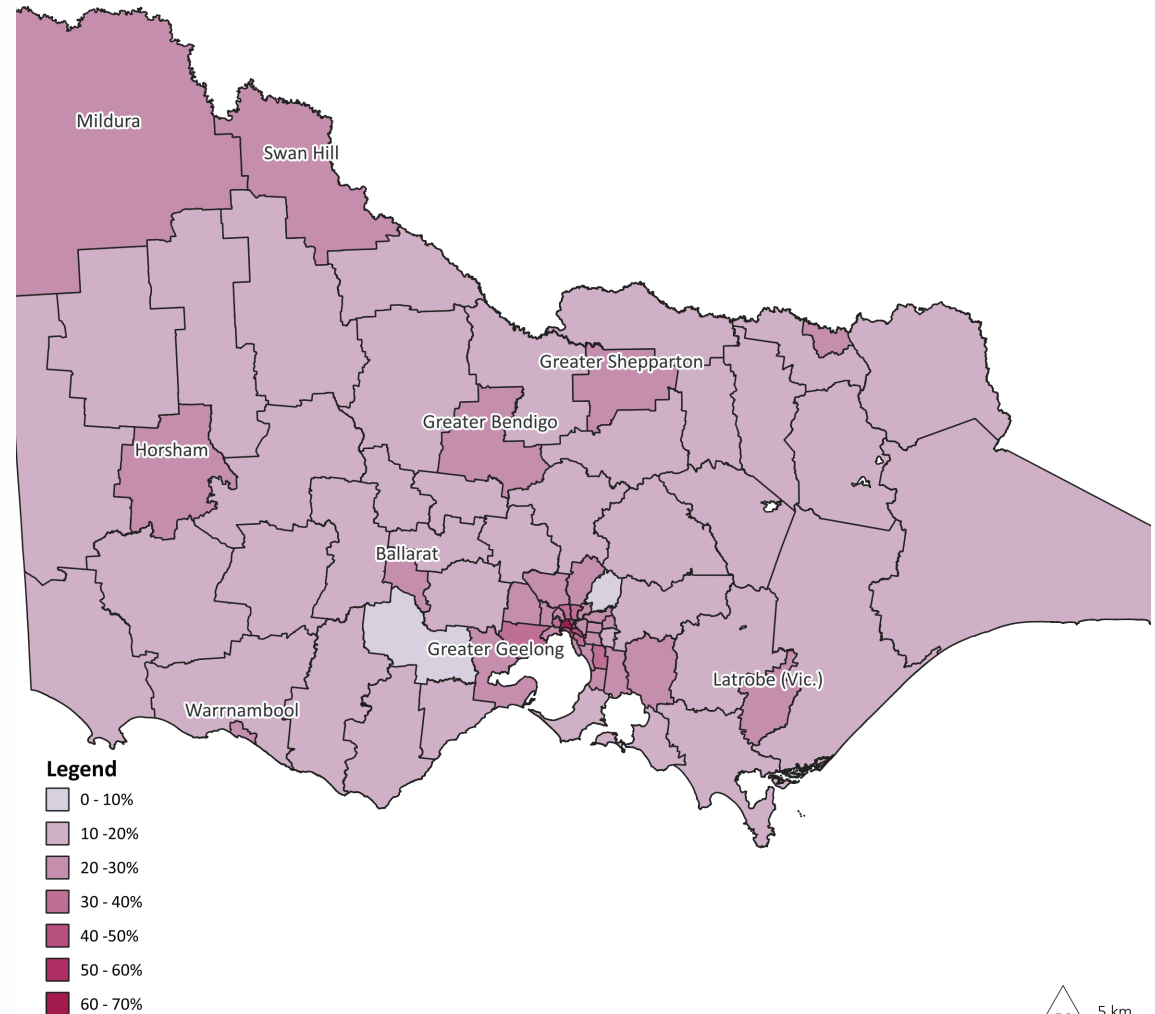 Mildura
Swan Hill
Greater Shepparton
Greater Bendigo
Horsham
Ballarat
Greater Geelong
Latrobe (Vic.)
Warrnambool
Legend
0 - 10%
10 -20%
20 -30%
30 - 40%
40 -50%
50 - 60%
60 - 70%
5 km